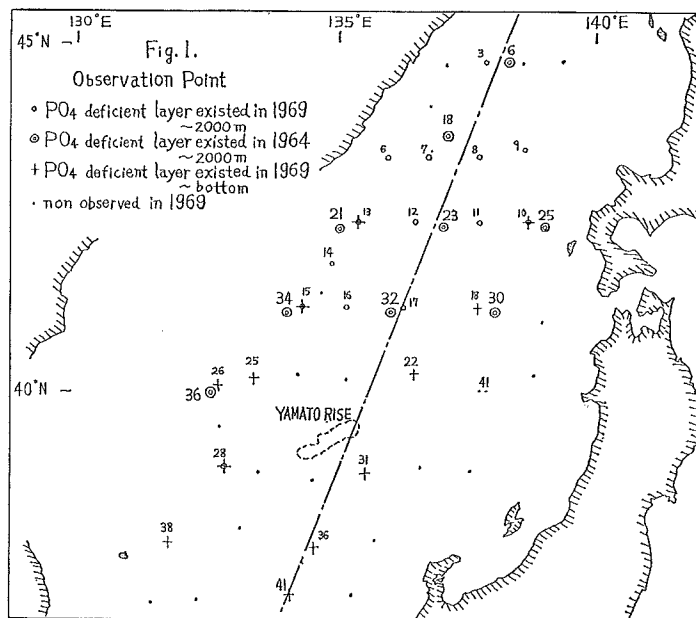 130°E 135°E 140°E
45°N
Fig. 1.
Observation Point
∘ PO4 deficient layer existed in 1969
~2000m
◎ PO4 deficient layer existed in 1964
~2000m
+ PO4 deficient layer existed in 1969
~bottom
· non observed in 1969
3 6
18
6 7 8 9
21 13 12 23 11 10 25
14
34 15 16 32 17 18 30
26 25 22 41
40°N
36
YAMATO RISE
28 31
38 36
41